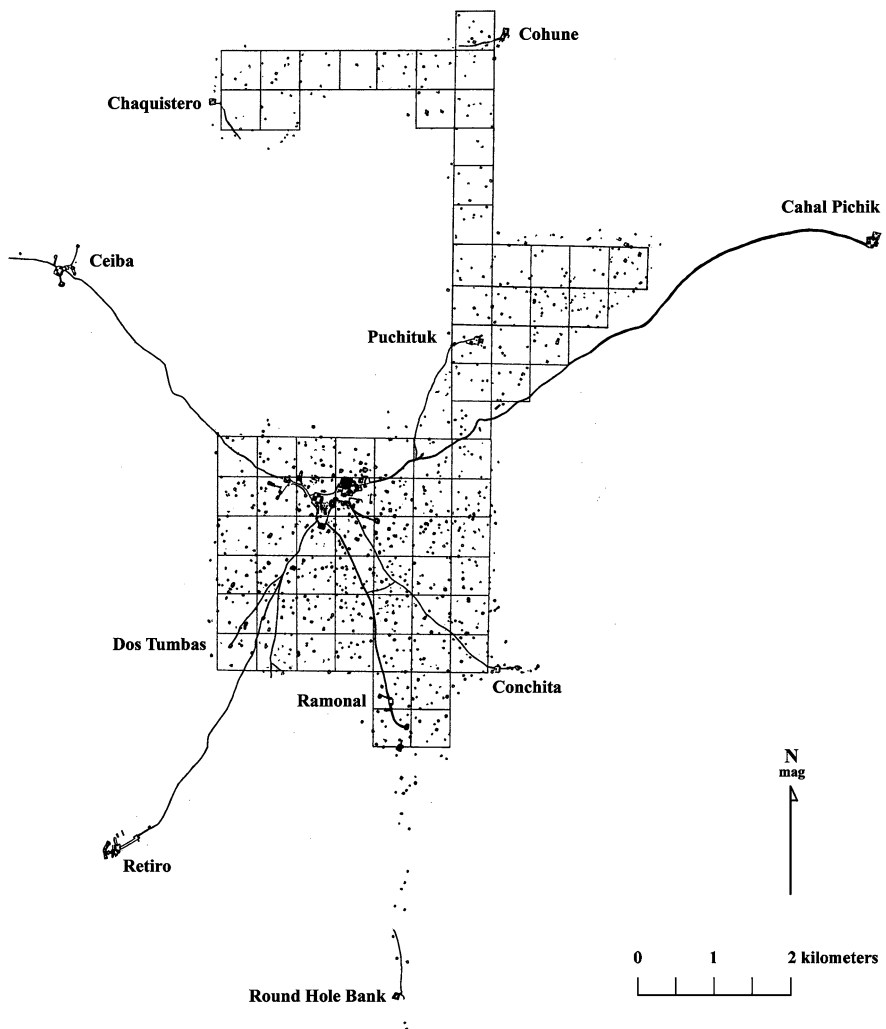 Cohune
Chaquistero
Cahal Pichik
Ceiba
Puchituk
Dos Tumbas
Conchita
Ramonal
N
mag
Retiro
0 1 2 kilometers
Round Hole Bank